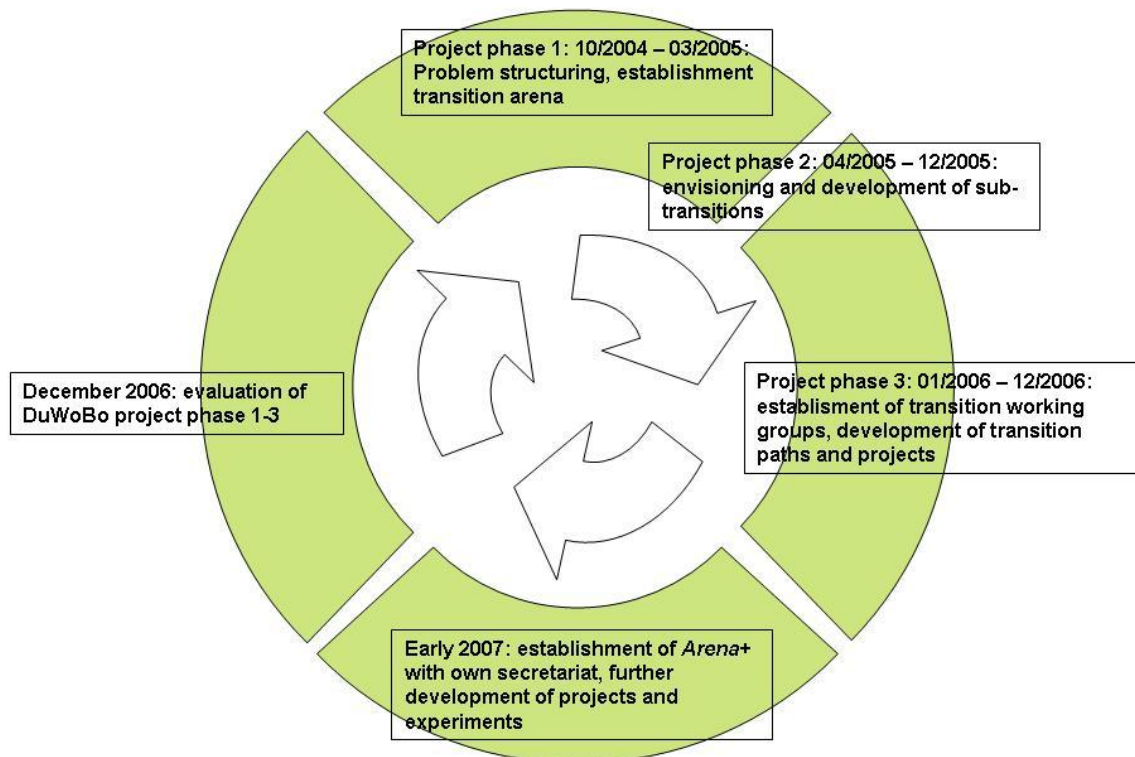 Project phase 1: 10/2004 – 03/2005:
Problem structuring, establishment
transition arena
Project phase 2: 04/2005 – 12/2005:
envisioning and development of sub-
transitions
Project phase 3: 01/2006 – 12/2006:
establisment of transition working
groups, development of transition
paths and projects
Early 2007: establishment of Arena+
with own secretariat, further
development of projects and
experiments
December 2006: evaluation of
DuWoBo project phase 1-3